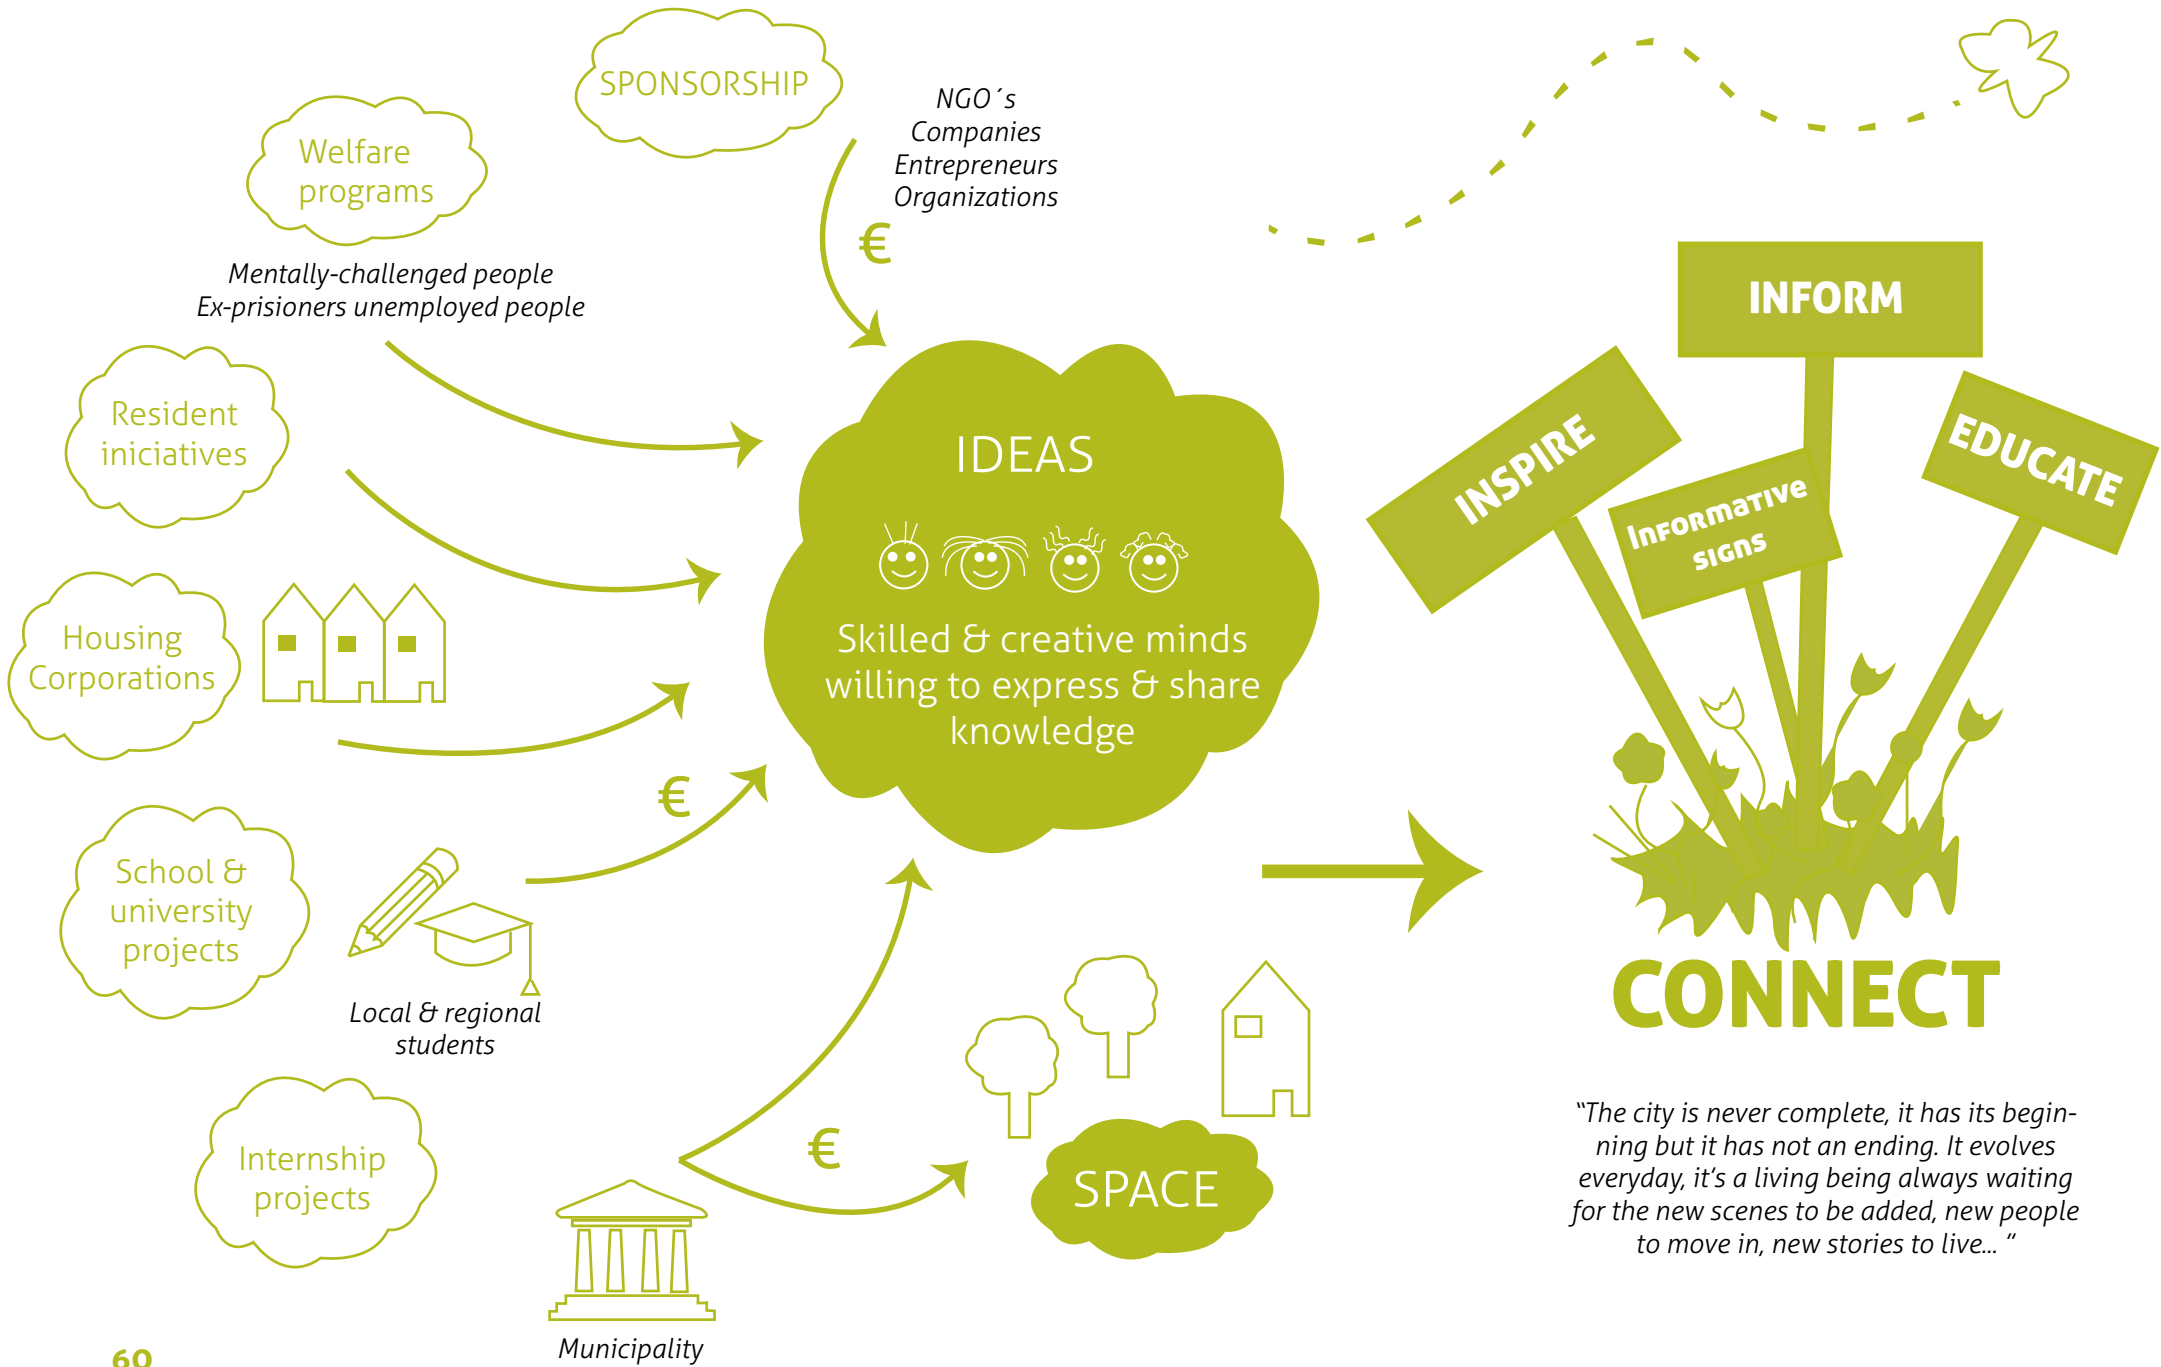 SPONSORSHIP
NGO´s
Companies
Entrepreneurs
Organizations
€
Welfare
programs
Mentally-challenged people
Ex-prisioners unemployed people
Resident
iniciatives
Housing
Corporations
€
School &
university
projects
Local & regional
students
Internship
projects
€
Municipality
IDEAS
Skilled & creative minds
willing to express & share
knowledge
SPACE
INFORM
INSPIRE
Informative
signs
EDUCATE
CONNECT
“The city is never complete, it has its begin-
ning but it has not an ending. It evolves
everyday, it’s a living being always waiting
for the new scenes to be added, new people
to move in, new stories to live... “
60